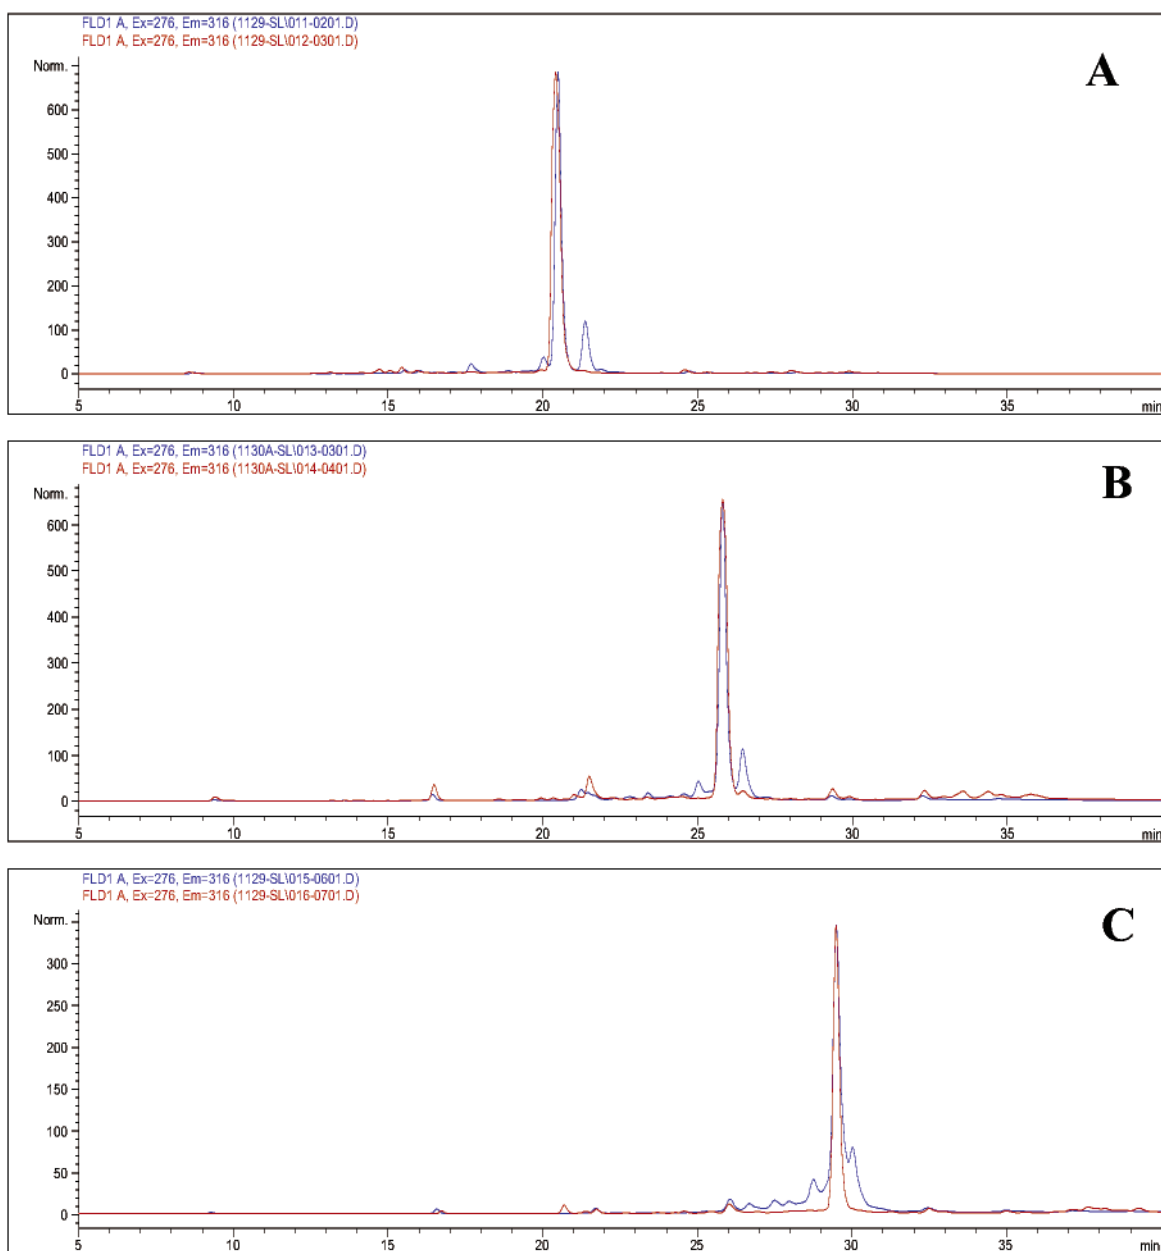 FLD1 A, Ex=276, Em=316 (1129-SL\011-0201.D)
FLD1 A, Ex=276, Em=316 (1129-SL\012-0301.D)
Norm.
A
600
500
400
300
200
100
0
5 10 15 20 25 30 35 min
FLD1 A, Ex=276, Em=316 (1130A-SL\013-0301.D)
FLD1 A, Ex=276, Em=316 (1130A-SL\014-0401.D)
Norm.
B
600
500
400
300
200
100
0
5 10 15 20 25 30 35 min
FLD1 A, Ex=276, Em=316 (1129-SL\015-0601.D)
FLD1 A, Ex=276, Em=316 (1129-SL\016-0701.D)
Norm.
C
300
250
200
150
100
50
0
5 10 15 20 25 30 35 min